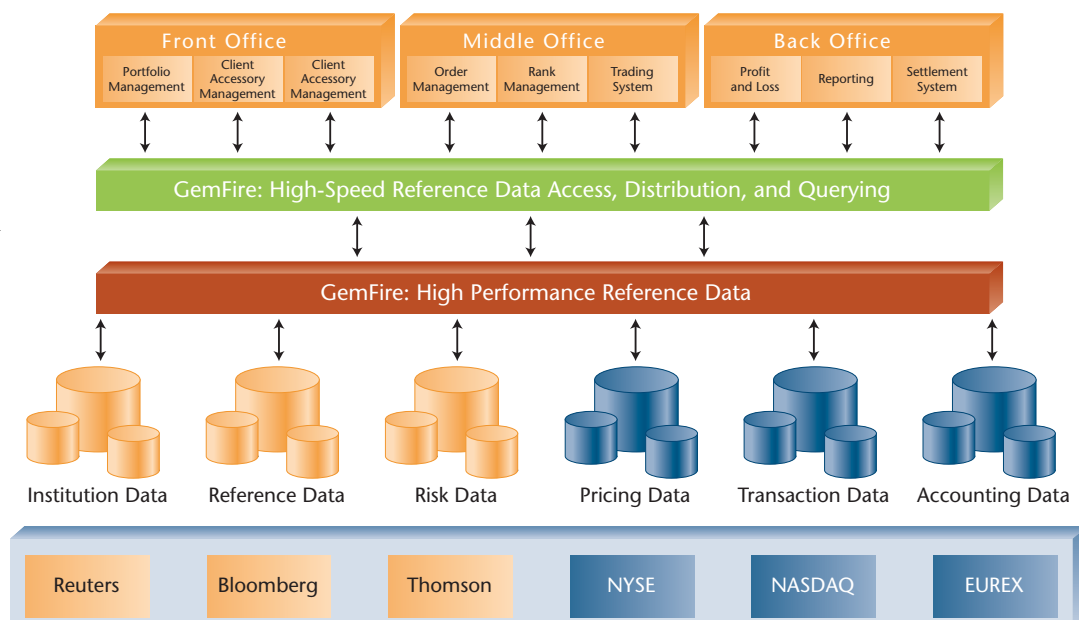 Front Office
Middle Office
Back Office
Portfolio
Management
Client
Accessory
Management
Client
Accessory
Management
Order
Management
Rank
Management
Trading
System
Profit
and Loss
Reporting
Settlement
System
GemFire: High-Speed Reference Data Access, Distribution, and Querying
GemFire: High Performance Reference Data
Institution Data
Reference Data
Risk Data
Pricing Data
Transaction Data
Accounting Data
Reuters
Bloomberg
Thomson
NYSE
NASDAQ
EUREX